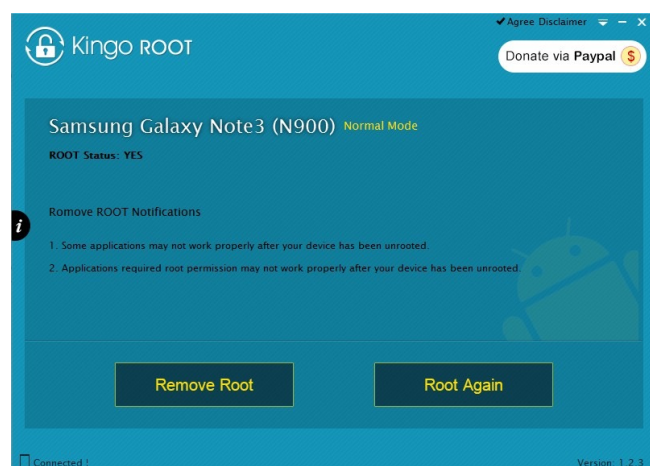 ✔Agree Disclaimer
Kingo ROOT
Donate via Paypal $
Samsung Galaxy Note3 (N900) Normal Mode
ROOT Status: YES
Romove ROOT Notifications
i
1. Some applications may not work properly after your device has been unrooted.
2. Applications required root permission may not work properly after your device has been unrooted.
Remove Root
Root Again
Connected !
Version: 1.2.3